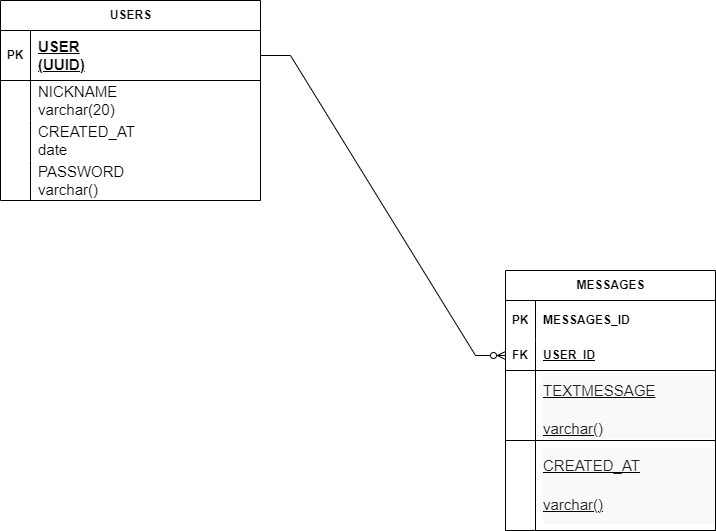 USERS
PK
USER
(UUID)
NICKNAME
varchar(20)
CREATED_AT
date
PASSWORD
varchar()
MESSAGES
PK MESSAGES_ID
FK USER_ID
TEXTMESSAGE
varchar()
CREATED_AT
varchar()